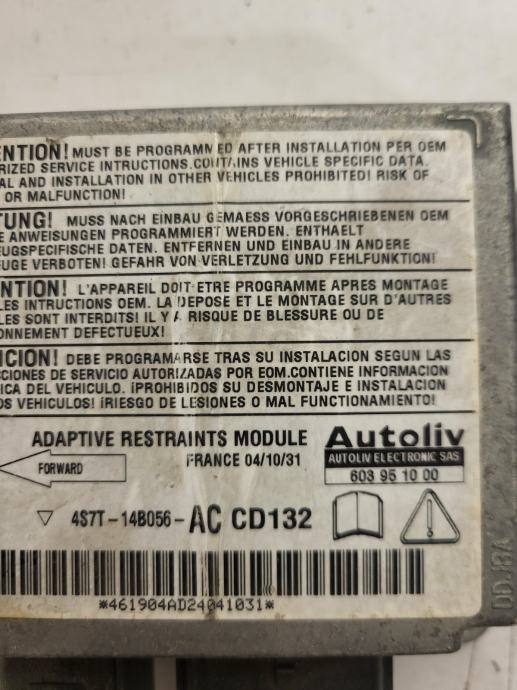 ENTION! MUST BE PROGRAMMED AFTER INSTALLATION PER OEM
RIZED SERVICE INTRUCTIONS.CONTAINS VEHICLE SPECIFIC DATA.
AL AND INSTALLATION IN OTHER VEHICLES PROHIBITED! RISK OF
OR MALFUNCTION!
TUNG! MUSS NACH EINBAU GEMAESS VORGESCHRIEBENEN OEM
E ANWEISUNGEN PROGRAMMIERT WERDEN. ENTHAELT
EUGSPECIFISCHE DATEN. ENTFERNEN UND EINBAU IN ANDERE
EUGE VERBOTEN! GEFAHR VON VERLETZUNG UND FEHLFUNKTION!
NTION! L'APPAREIL DOIT ETRE PROGRAMME APRES MONTAGE
LES INTRUCTIONS OEM. LA DEPOSE ET LE MONTAGE SUR D'AUTRES
LES SONT INTERDITS! IL Y A RISQUE DE BLESSURE OU DE
ONNEMENT DEFECTUEUX!
NCION! DEBE PROGRAMARSE TRAS SU INSTALACION SEGUN LAS
CCIONES DE SERVICIO AUTORIZADAS POR EOM.CONTIENE INFORMACION
ICA DEL VEHICULO. ¡PROHIBIDOS SU DESMONTAJE E INSTALACION
OS VEHICULOS! ¡RIESGO DE LESIONES O MAL FUNCTIONAMIENTO!
ADAPTIVE RESTRAINTS MODULE
FRANCE 04/10/31
Autoliv
AUTOLIV ELECTRONIC SAS
603 95 10 00
FORWARD
4S7T-14B056-AC CD132
*461904AD24041031*